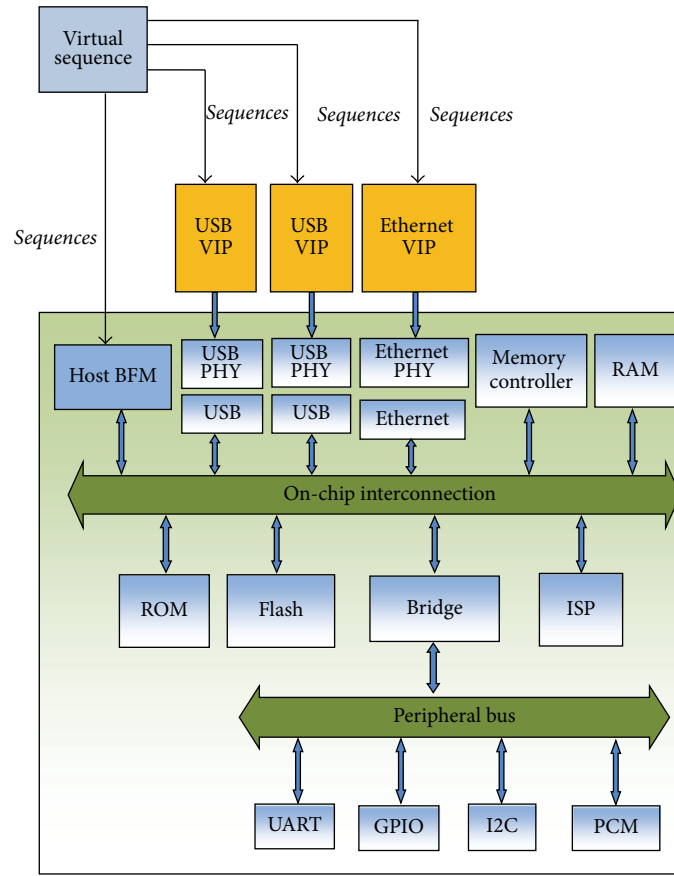 Virtual
sequence
Sequences
Sequences
Sequences
Sequences
USB
VIP
USB
VIP
Ethernet
VIP
Host BFM
USB
PHY
USB
PHY
Ethernet
PHY
Memory
controller
RAM
USB
USB
Ethernet
On-chip interconnection
ROM
Flash
Bridge
ISP
Peripheral bus
UART
GPIO
I2C
PCM